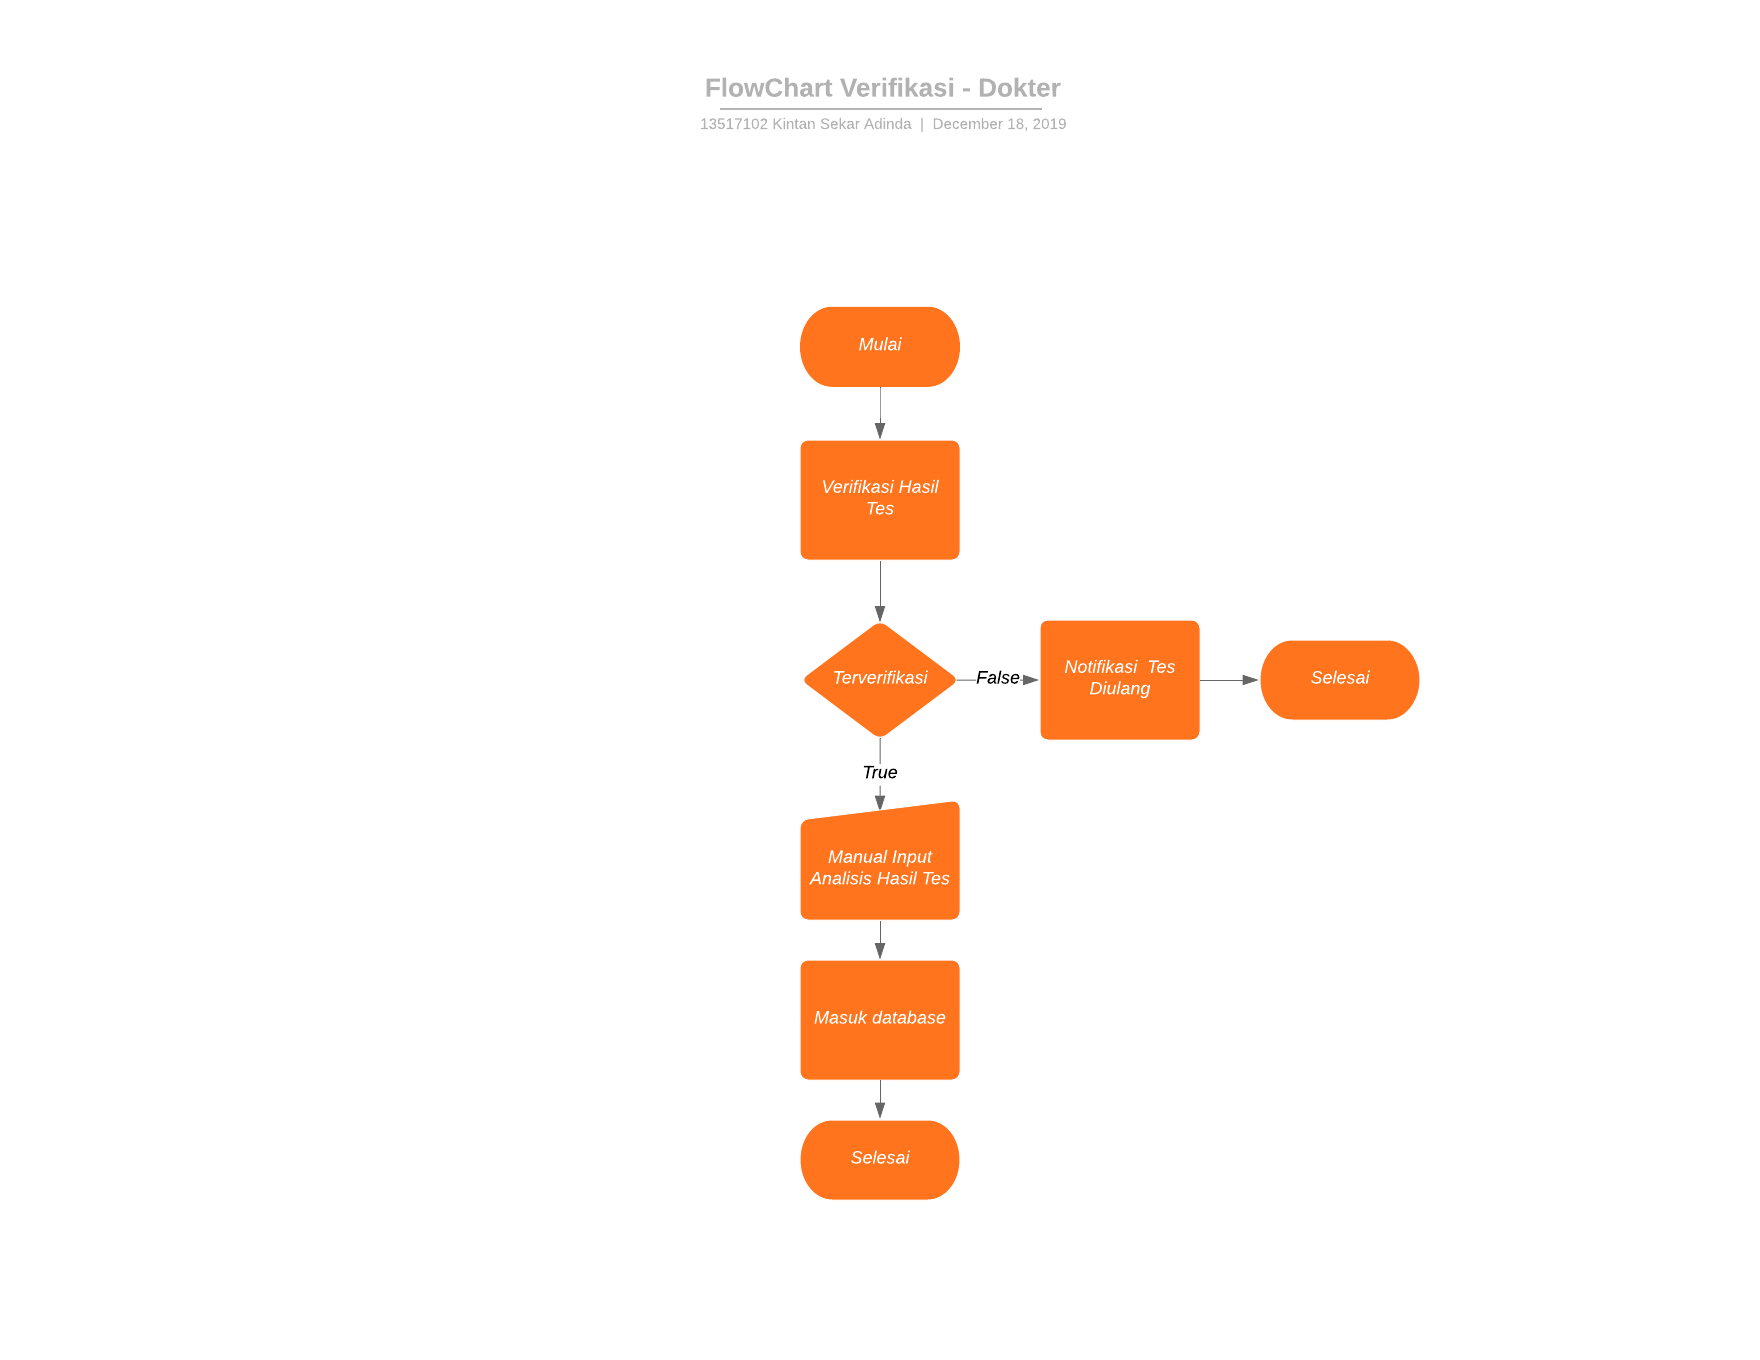 FlowChart Verifikasi - Dokter
13517102 Kintan Sekar Adinda | December 18, 2019
Mulai
Verifikasi Hasil
Tes
Terverifikasi
False
Notifikasi Tes
Diulang
Selesai
True
Manual Input
Analisis Hasil Tes
Masuk database
Selesai